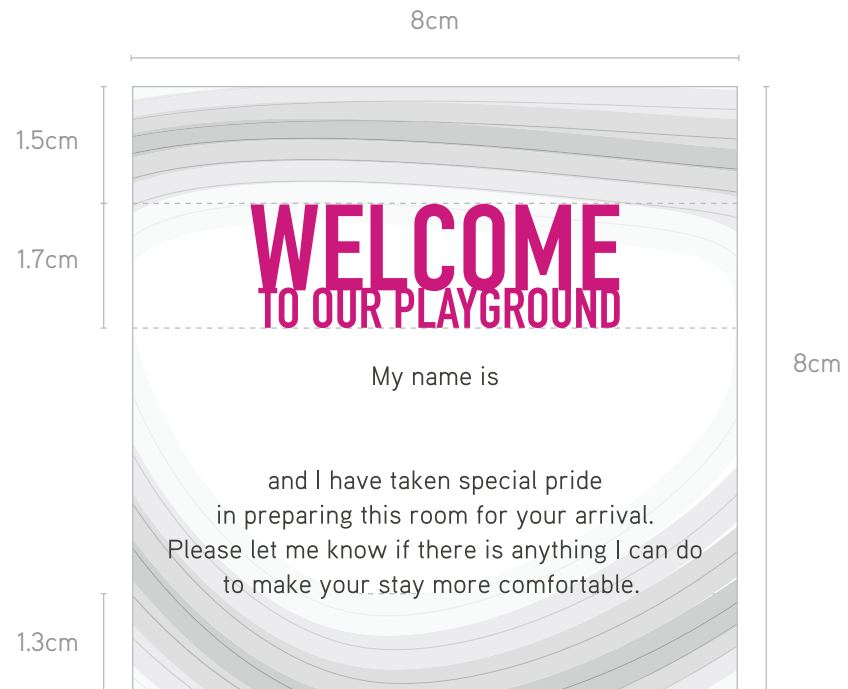 8cm
1.5cm
1.7cm
WELCOME
TO OUR PLAYGROUND
8cm
My name is
and I have taken special pride
in preparing this room for your arrival.
Please let me know if there is anything I can do
to make your stay more comfortable.
1.3cm